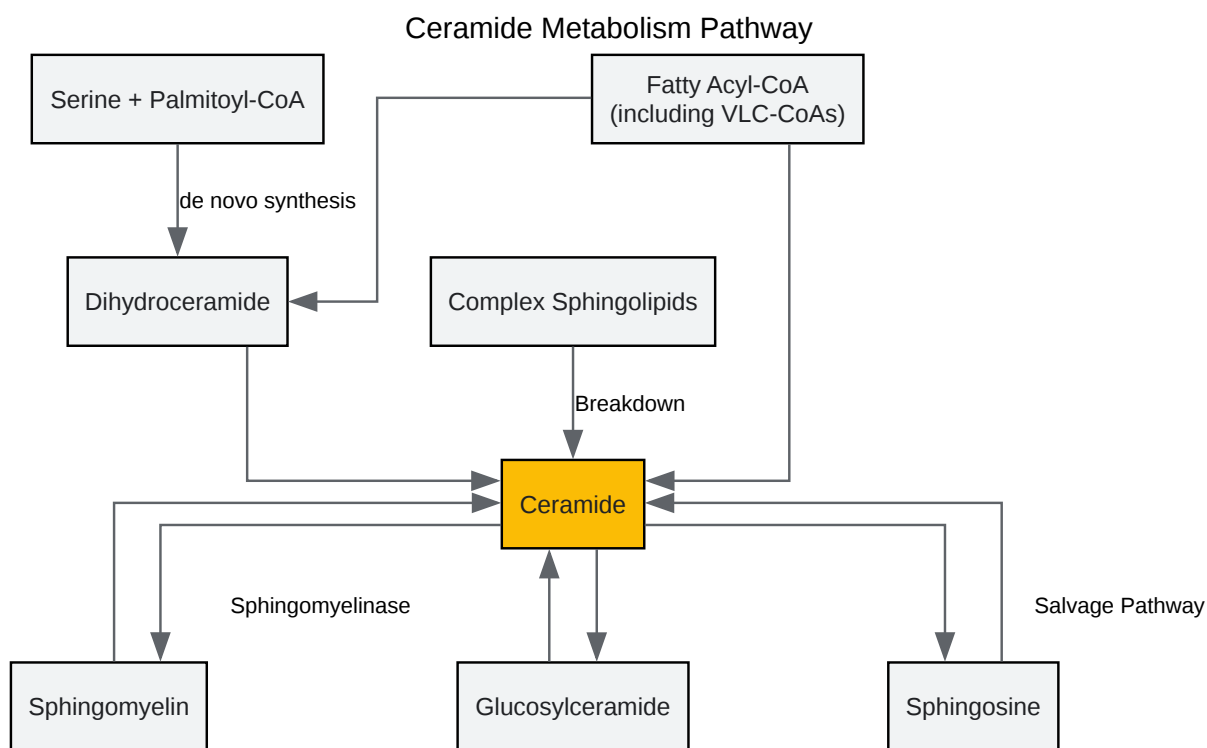 Ceramide Metabolism Pathway
Serine + Palmitoyl-CoA
Fatty Acyl-CoA
(including VLC-CoAs)
de novo synthesis
Dihydroceramide
Complex Sphingolipids
Breakdown
Ceramide
Sphingomyelinase
Salvage Pathway
Sphingomyelin
Glucosylceramide
Sphingosine